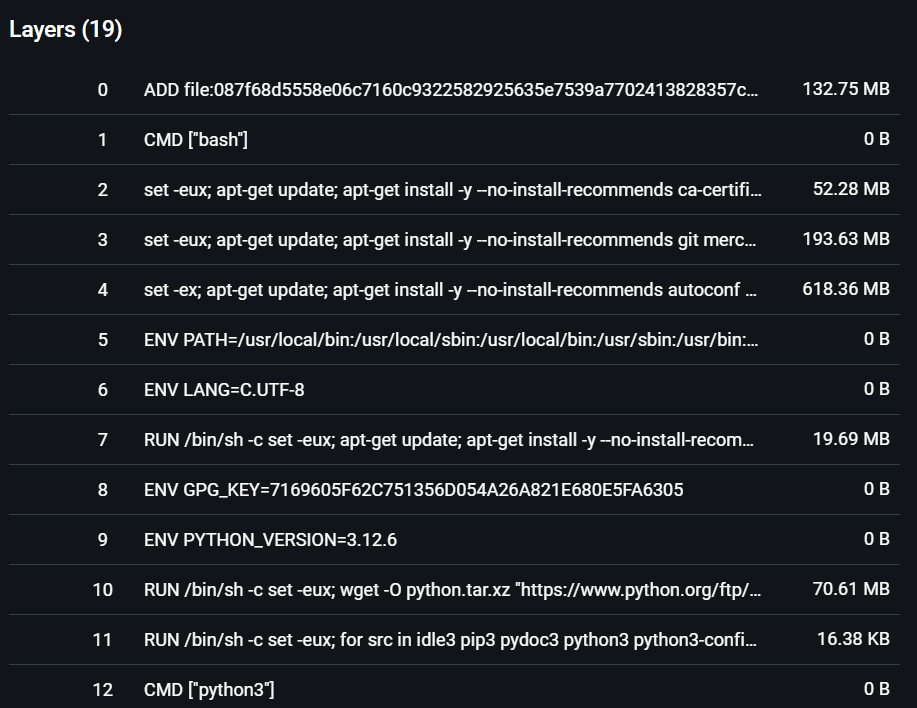 Layers (19)
0 ADD file:087f68d5558e06c7160c9322582925635e7539a7702413828357c... 132.75 MB
1 CMD ["bash"] 0 B
2 set -eux; apt-get update; apt-get install -y --no-install-recommends ca-certifi... 52.28 MB
3 set -eux; apt-get update; apt-get install -y --no-install-recommends git merc... 193.63 MB
4 set -ex; apt-get update; apt-get install -y --no-install-recommends autoconf ... 618.36 MB
5 ENV PATH=/usr/local/bin:/usr/local/sbin:/usr/local/bin:/usr/sbin:/usr/bin:... 0 B
6 ENV LANG=C.UTF-8 0 B
7 RUN /bin/sh -c set -eux; apt-get update; apt-get install -y --no-install-recom... 19.69 MB
8 ENV GPG_KEY=7169605F62C751356D054A26A821E680E5FA6305 0 B
9 ENV PYTHON_VERSION=3.12.6 0 B
10 RUN /bin/sh -c set -eux; wget -O python.tar.xz "https://www.python.org/ftp/... 70.61 MB
11 RUN /bin/sh -c set -eux; for src in idle3 pip3 pydoc3 python3 python3-confi... 16.38 KB
12 CMD ["python3"] 0 B